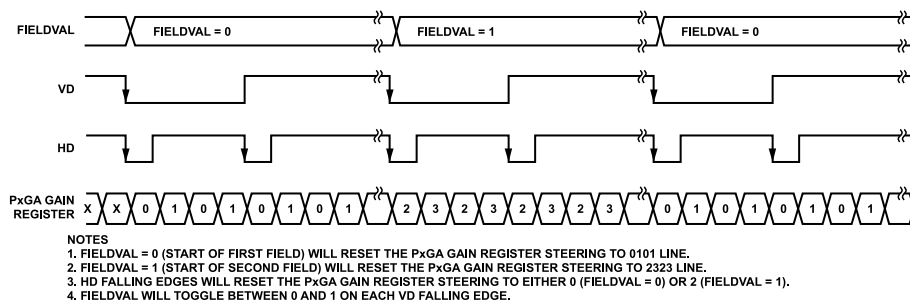 FIELDVAL
FIELDVAL = 0
FIELDVAL = 1
FIELDVAL = 0
VD
HD
PxGA GAIN
REGISTER
X X 0 1 0 1 0 1 0 1 2 3 2 3 2 3 2 3 0 1 0 1 0 1 0 1
NOTES
1. FIELDVAL = 0 (START OF FIRST FIELD) WILL RESET THE PxGA GAIN REGISTER STEERING TO 0101 LINE.
2. FIELDVAL = 1 (START OF SECOND FIELD) WILL RESET THE PxGA GAIN REGISTER STEERING TO 2323 LINE.
3. HD FALLING EDGES WILL RESET THE PxGA GAIN REGISTER STEERING TO EITHER 0 (FIELDVAL = 0) OR 2 (FIELDVAL = 1).
4. FIELDVAL WILL TOGGLE BETWEEN 0 AND 1 ON EACH VD FALLING EDGE.